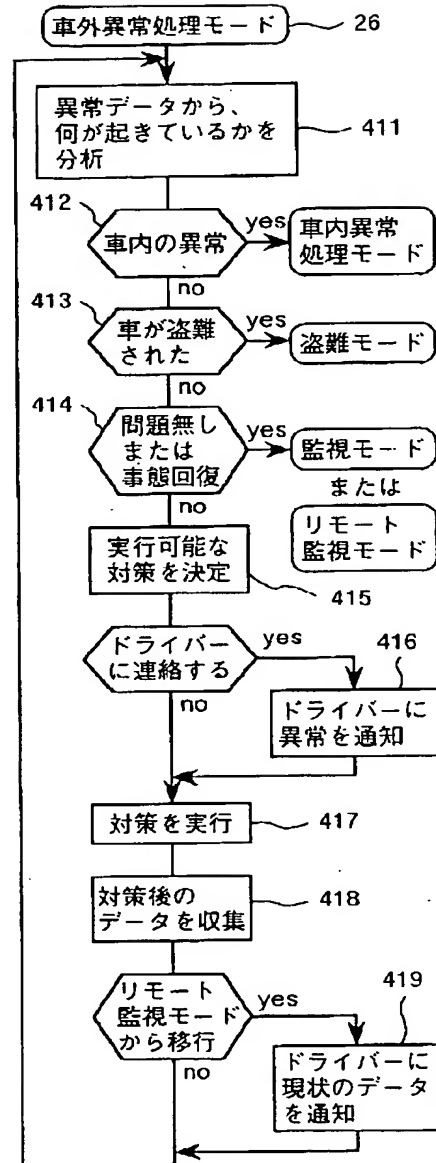 車外異常処理モード
26
異常データから、
何が起きているかを
分析
411
412
車内の異常
yes
車内異常
処理モード
no
413
車が盗難
された
yes
盗難モード
no
414
問題無し
または
事態回復
yes
監視モード
または
リモート
監視モード
no
実行可能な
対策を決定
415
ドライバー
に連絡する
yes
416
ドライバーに
異常を通知
no
対策を実行
417
対策後の
データを収集
418
リモート
監視モード
から移行
yes
419
ドライバーに
現状のデータ
を通知
no